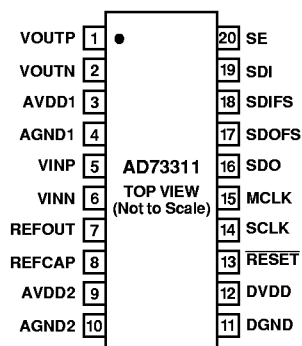 VOUTP 1 20 SE
VOUTN 2 19 SDI
AVDD1 3 18 SDIFS
AGND1 4 17 SDOFS
VINP 5 AD73311 16 SDO
VINN 6 TOP VIEW 15 MCLK
(Not to Scale)
REFOUT 7 14 SCLK
REFCAP 8 13 RESET
AVDD2 9 12 DVDD
AGND2 10 11 DGND